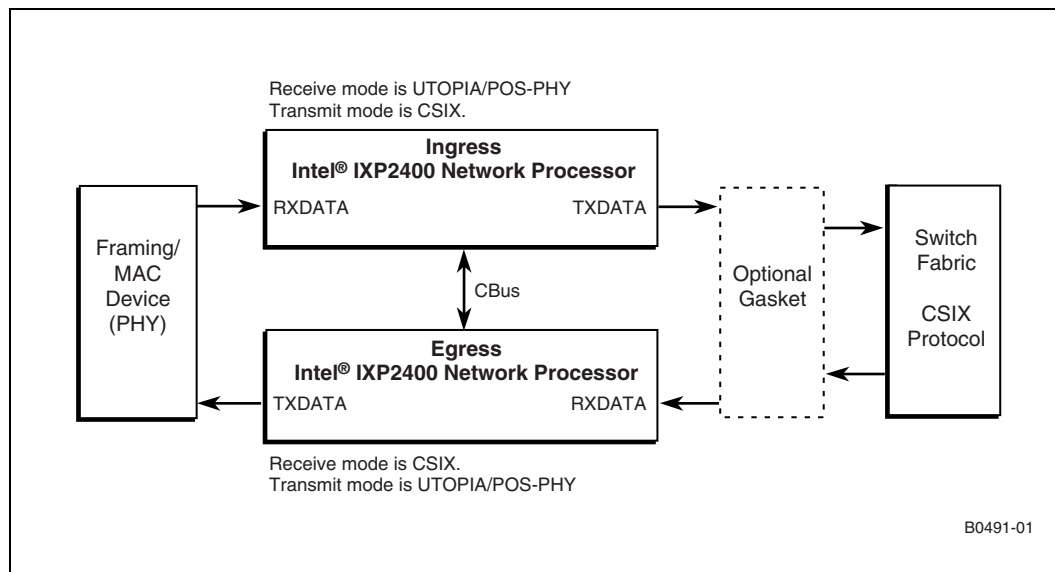 Receive mode is UTOPIA/POS-PHY
Transmit mode is CSIX.
Ingress
Intel® IXP2400 Network Processor
RXDATA
TXDATA
Framing/
MAC
Device
(PHY)
CBus
Optional
Gasket
Switch
Fabric
CSIX
Protocol
Egress
Intel® IXP2400 Network Processor
TXDATA
RXDATA
Receive mode is CSIX.
Transmit mode is UTOPIA/POS-PHY
B0491-01